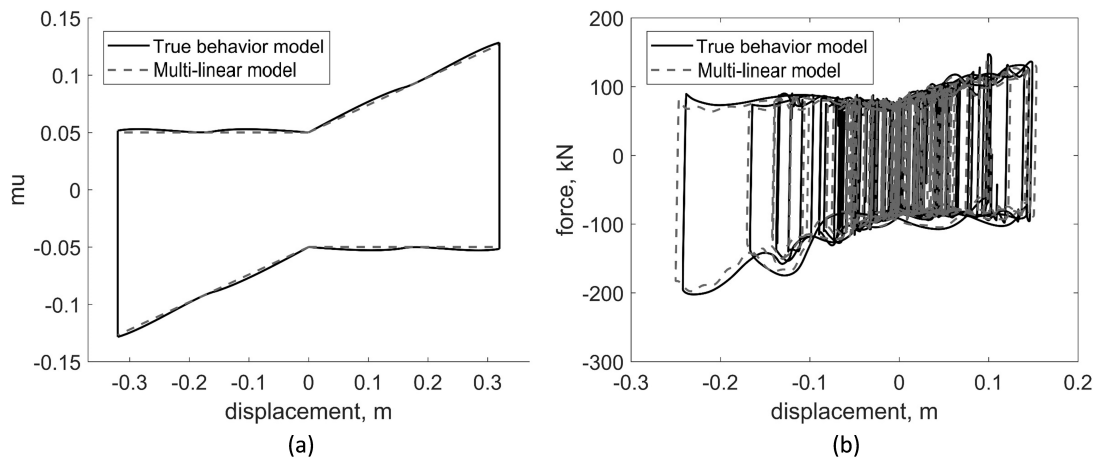 0.15
0.1
0.05
0
-0.05
-0.1
-0.15
mu
-0.3 -0.2 -0.1 0 0.1 0.2 0.3
displacement, m
True behavior model
Multi-linear model
(a)
200
100
0
-100
-200
-300
force, kN
-0.3 -0.2 -0.1 0 0.1 0.2
displacement, m
True behavior model
Multi-linear model
(b)